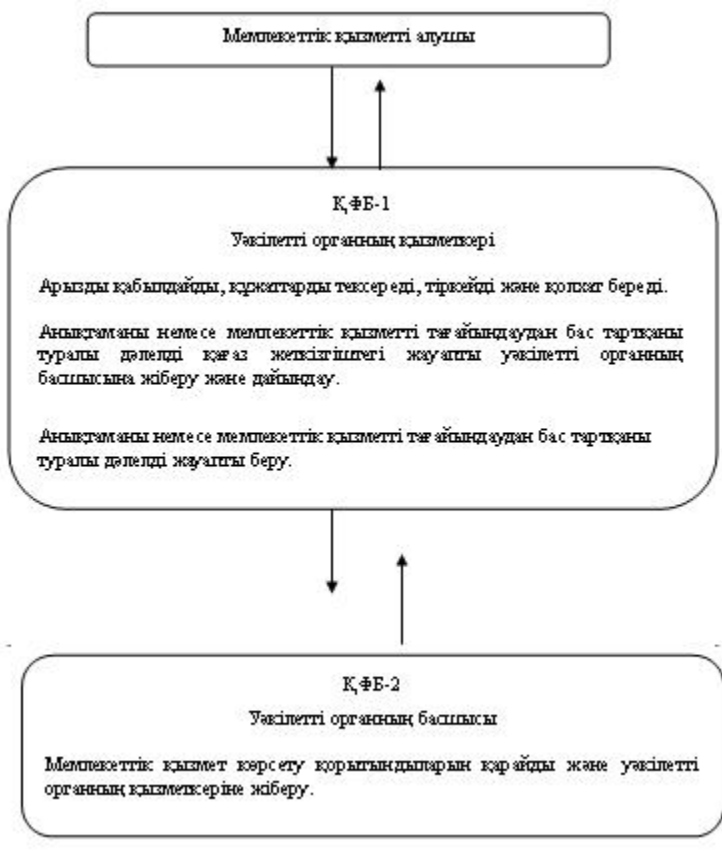 Мемлекеттік қызметті алушы
ҚФБ-1
Уәкілетті органның қызметкері
Арызды қабылдайды, құжаттарды тексереді, тіркейді және қолхат береді.
Анықтаманы немесе мемлекеттік қызметті тағайындаудан бас тартқаны
туралы дәлелді қағаз жеткізгіштегі жауапты уәкілетті органның
басшысына жіберу және дайындау.
Анықтаманы немесе мемлекеттік қызметті тағайындаудан бас тартқаны
туралы дәлелді жауапты беру.
ҚФБ-2
Уәкілетті органның басшысы
Мемлекеттік қызмет көрсету қорытындыларын қарайды және уәкілетті
органның қызметкеріне жіберу.